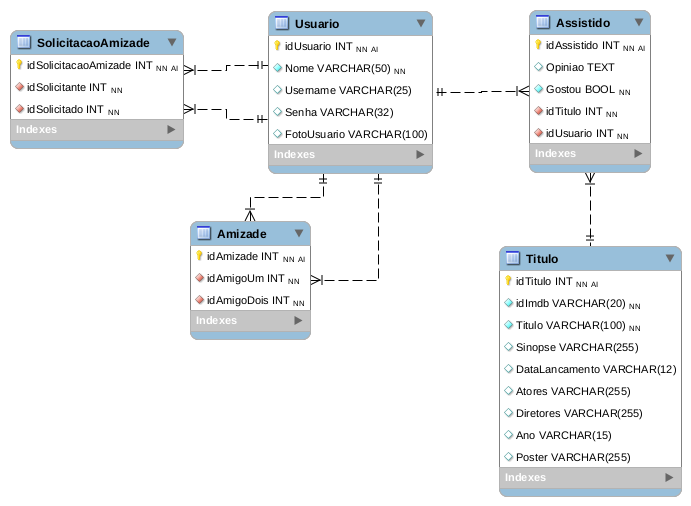 SolicitacaoAmizade
idSolicitacaoAmizade INT NN AI
idSolicitante INT NN
idSolicitado INT NN
Indexes
Usuario
idUsuario INT NN AI
Nome VARCHAR(50) NN
Username VARCHAR(25)
Senha VARCHAR(32)
FotoUsuario VARCHAR(100)
Indexes
Assistido
idAssistido INT NN AI
Opiniao TEXT
Gostou BOOL NN
idTitulo INT NN
idUsuario INT NN
Indexes
Amizade
idAmizade INT NN AI
idAmigoUm INT NN
idAmigoDois INT NN
Indexes
Titulo
idTitulo INT NN AI
idImdb VARCHAR(20) NN
Titulo VARCHAR(100) NN
Sinopse VARCHAR(255)
DataLancamento VARCHAR(12)
Atores VARCHAR(255)
Diretores VARCHAR(255)
Ano VARCHAR(15)
Poster VARCHAR(255)
Indexes